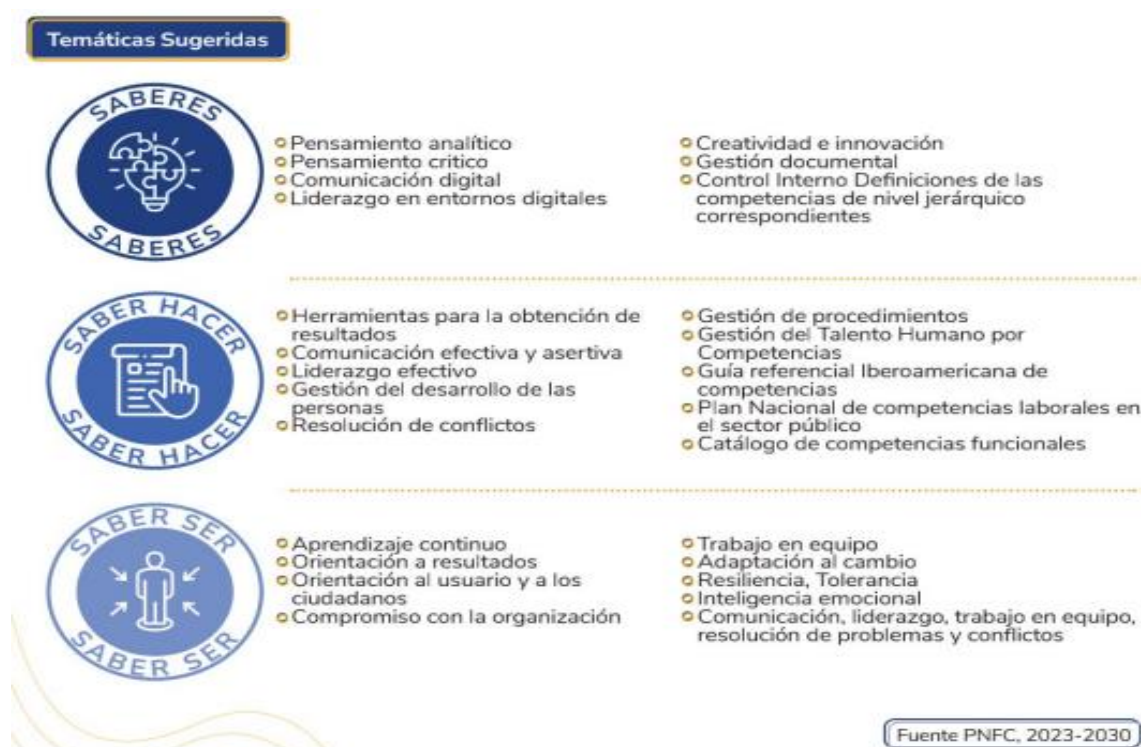 Temáticas Sugeridas
SABERES
SABERES
Pensamiento analítico
Pensamiento critico
Comunicación digital
Liderazgo en entornos digitales
Creatividad e innovación
Gestión documental
Control Interno Definiciones de las
competencias de nivel jerárquico
correspondientes
SABER HACER
SABER HACER
Herramientas para la obtención de
resultados
Comunicación efectiva y asertiva
Liderazgo efectivo
Gestión del desarrollo de las
personas
Resolución de conflictos
Gestión de procedimientos
Gestión del Talento Humano por
Competencias
Guía referencial Iberoamericana de
competencias
Plan Nacional de competencias laborales en
el sector público
Catálogo de competencias funcionales
SABER SER
SABER SER
Aprendizaje continuo
Orientación a resultados
Orientación al usuario y a los
ciudadanos
Compromiso con la organización
Trabajo en equipo
Adaptación al cambio
Resiliencia, Tolerancia
Inteligencia emocional
Comunicación, liderazgo, trabajo en equipo,
resolución de problemas y conflictos
Fuente PNFC, 2023-2030